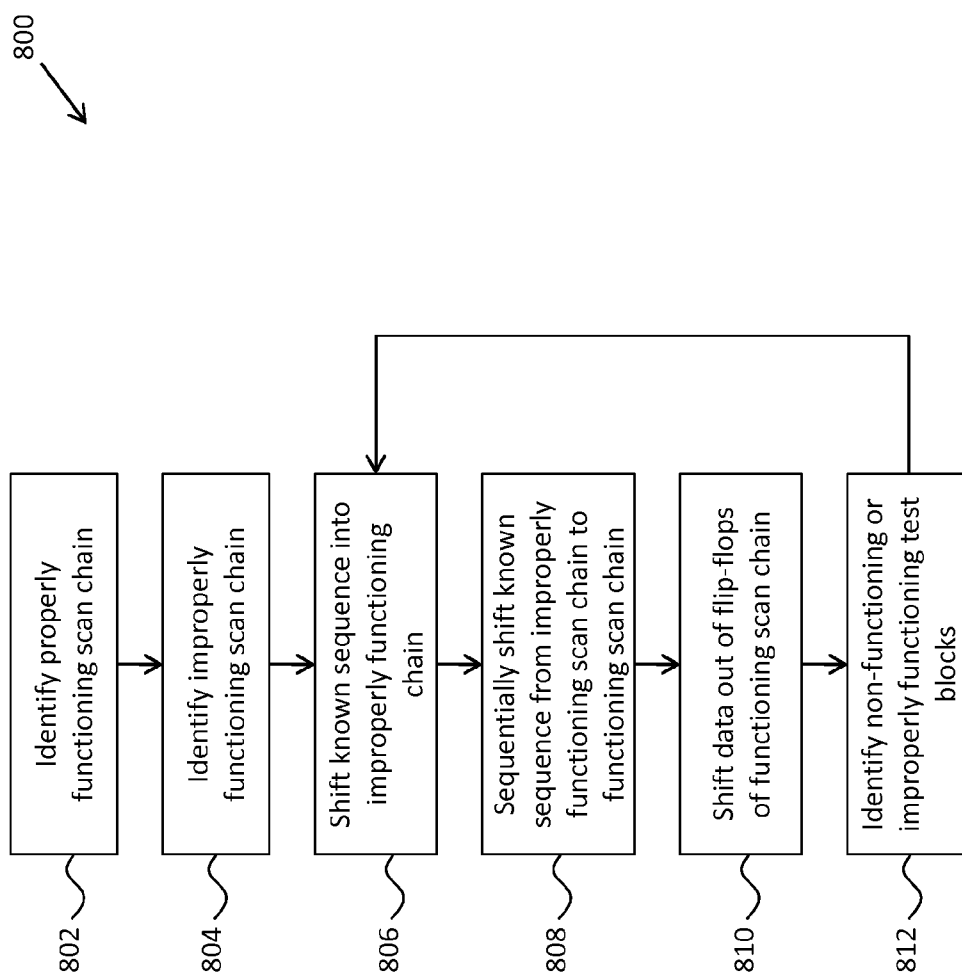 800
802
Identify properly
functioning scan chain
804
Identify improperly
functioning scan chain
806
Shift known sequence into
improperly functioning
chain
808
Sequentially shift known
sequence from improperly
functioning scan chain to
functioning scan chain
810
Shift data out of flip-flops
of functioning scan chain
812
Identify non-functioning or
improperly functioning test
blocks